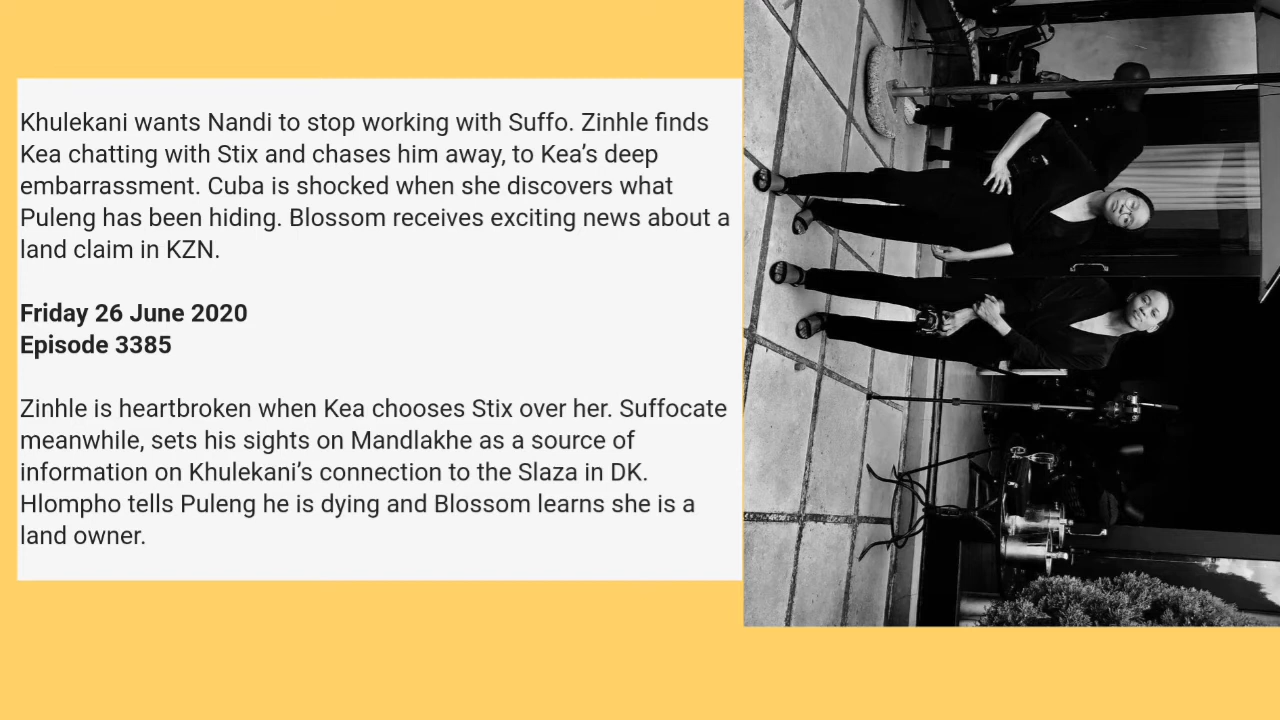 Khulekani wants Nandi to stop working with Suffo. Zinhle finds
Kea chatting with Stix and chases him away, to Kea’s deep
embarrassment. Cuba is shocked when she discovers what
Puleng has been hiding. Blossom receives exciting news about a
land claim in KZN.
Friday 26 June 2020
Episode 3385
Zinhle is heartbroken when Kea chooses Stix over her. Suffocate
meanwhile, sets his sights on Mandlakhe as a source of
information on Khulekani’s connection to the Slaza in DK.
Hlompho tells Puleng he is dying and Blossom learns she is a
land owner.